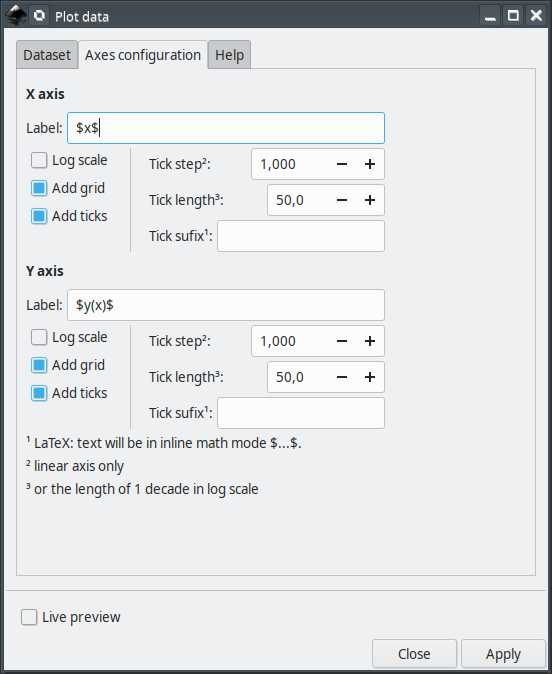 Plot data
Dataset Axes configuration Help
X axis
Label: $x$
Log scale
Tick step²: 1,000 − +
Add grid
Tick length³: 50,0 − +
Add ticks
Tick sufix¹:
Y axis
Label: $y(x)$
Log scale
Tick step²: 1,000 − +
Add grid
Tick length³: 50,0 − +
Add ticks
Tick sufix¹:
¹ LaTeX: text will be in inline math mode $...$.
² linear axis only
³ or the length of 1 decade in log scale
Live preview
Close Apply